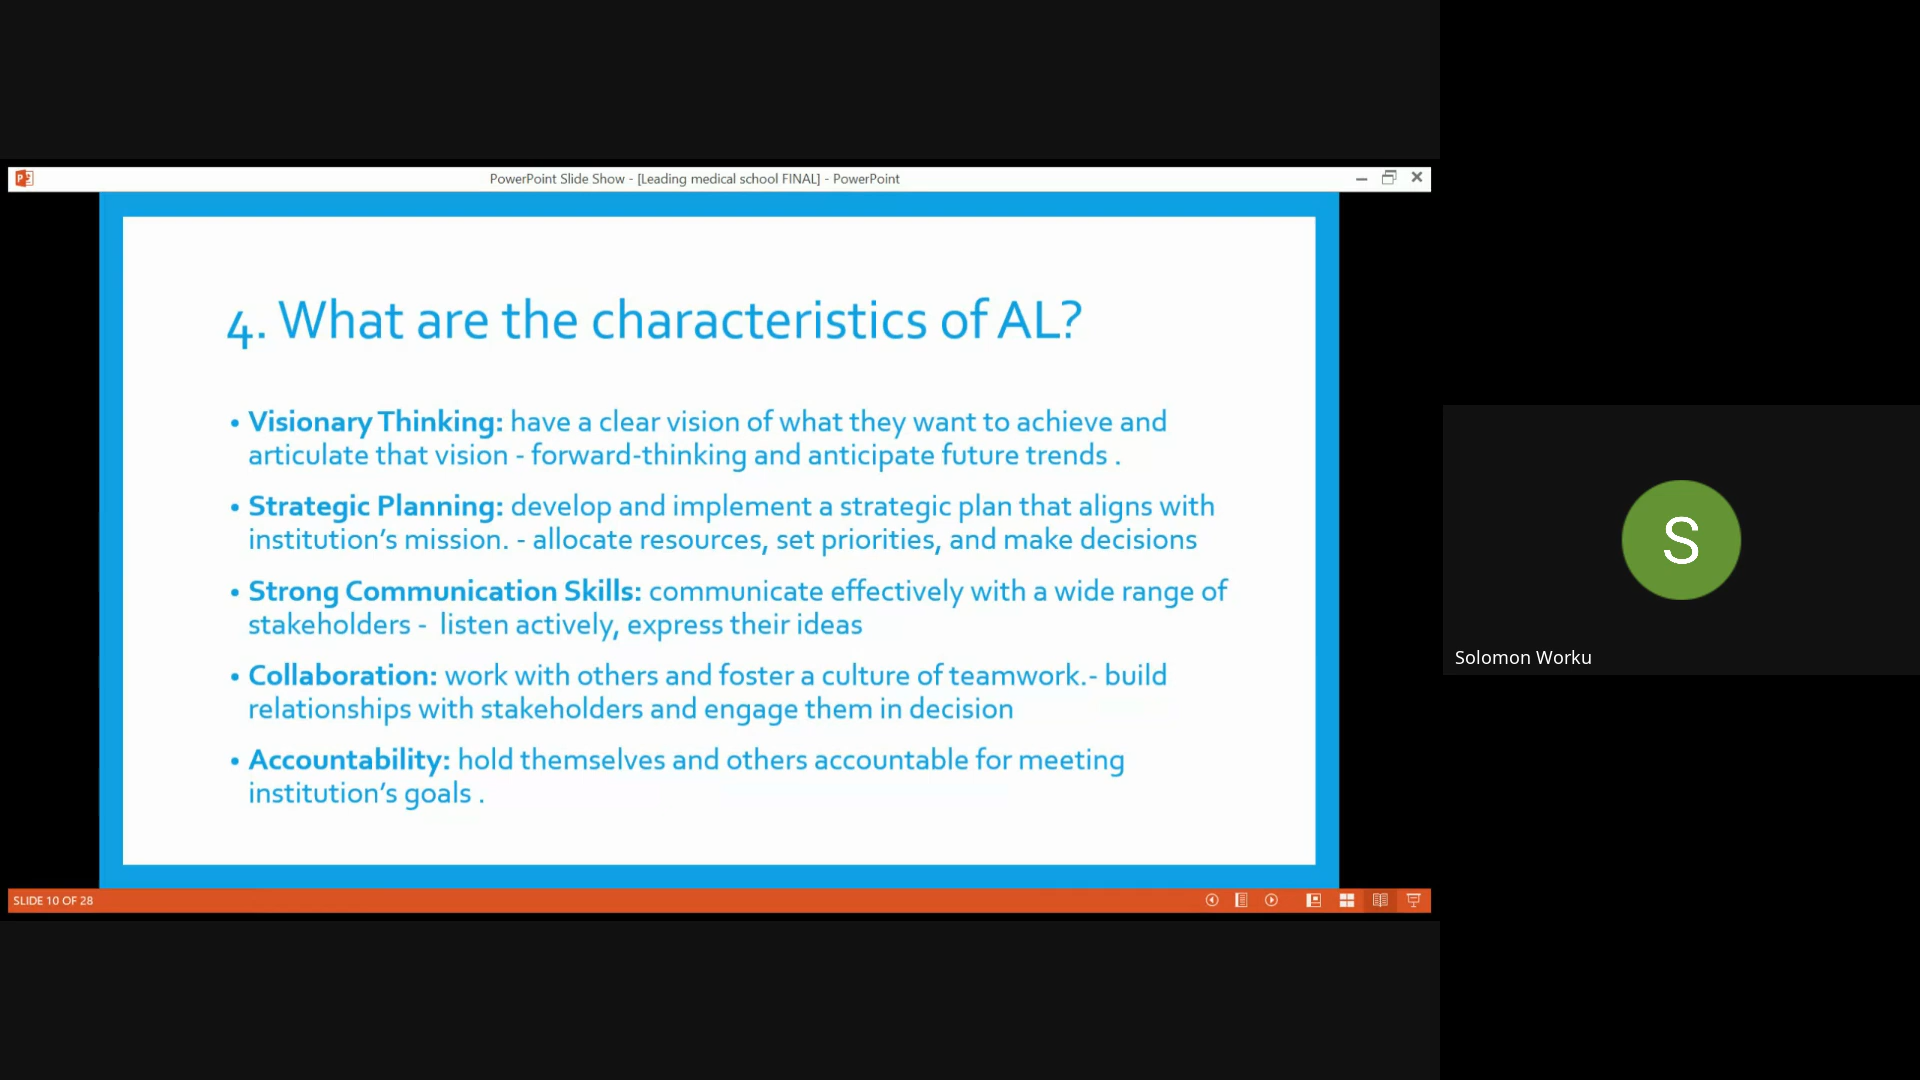 PowerPoint Slide Show - [Leading medical school FINAL] - PowerPoint
4. What are the characteristics of AL?
• Visionary Thinking: have a clear vision of what they want to achieve and
articulate that vision - forward-thinking and anticipate future trends .
• Strategic Planning: develop and implement a strategic plan that aligns with
institution’s mission. - allocate resources, set priorities, and make decisions
• Strong Communication Skills: communicate effectively with a wide range of
stakeholders -  listen actively, express their ideas
• Collaboration: work with others and foster a culture of teamwork.- build
relationships with stakeholders and engage them in decision
• Accountability: hold themselves and others accountable for meeting
institution’s goals .
SLIDE 10 OF 28
S
Solomon Worku